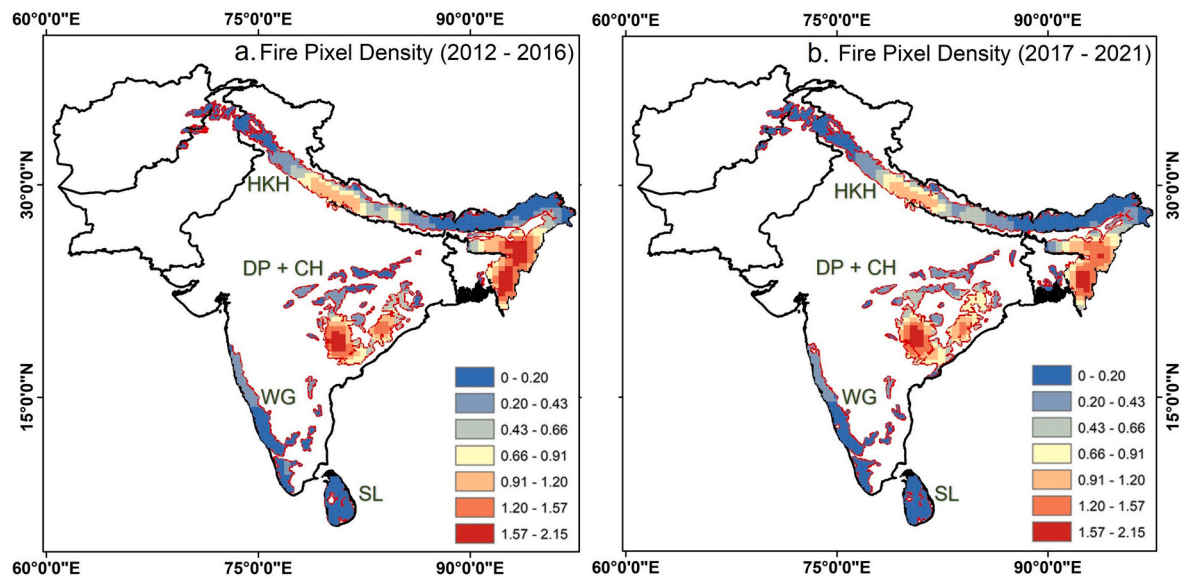 60°0'0"E 75°0'0"E 90°0'0"E
60°0'0"E 75°0'0"E 90°0'0"E
a. Fire Pixel Density (2012 - 2016)
30°0'0"N
15°0'0"N
HKH
DP + CH
WG
SL
0 - 0.20
0.20 - 0.43
0.43 - 0.66
0.66 - 0.91
0.91 - 1.20
1.20 - 1.57
1.57 - 2.15
b. Fire Pixel Density (2017 - 2021)
HKH
DP + CH
WG
SL
0 - 0.20
0.20 - 0.43
0.43 - 0.66
0.66 - 0.91
0.91 - 1.20
1.20 - 1.57
1.57 - 2.15
30°0'0"N.
15°0'0"N
60°0'0"E 75°0'0"E 90°0'0"E
60°0'0"E 75°0'0"E 90°0'0"E